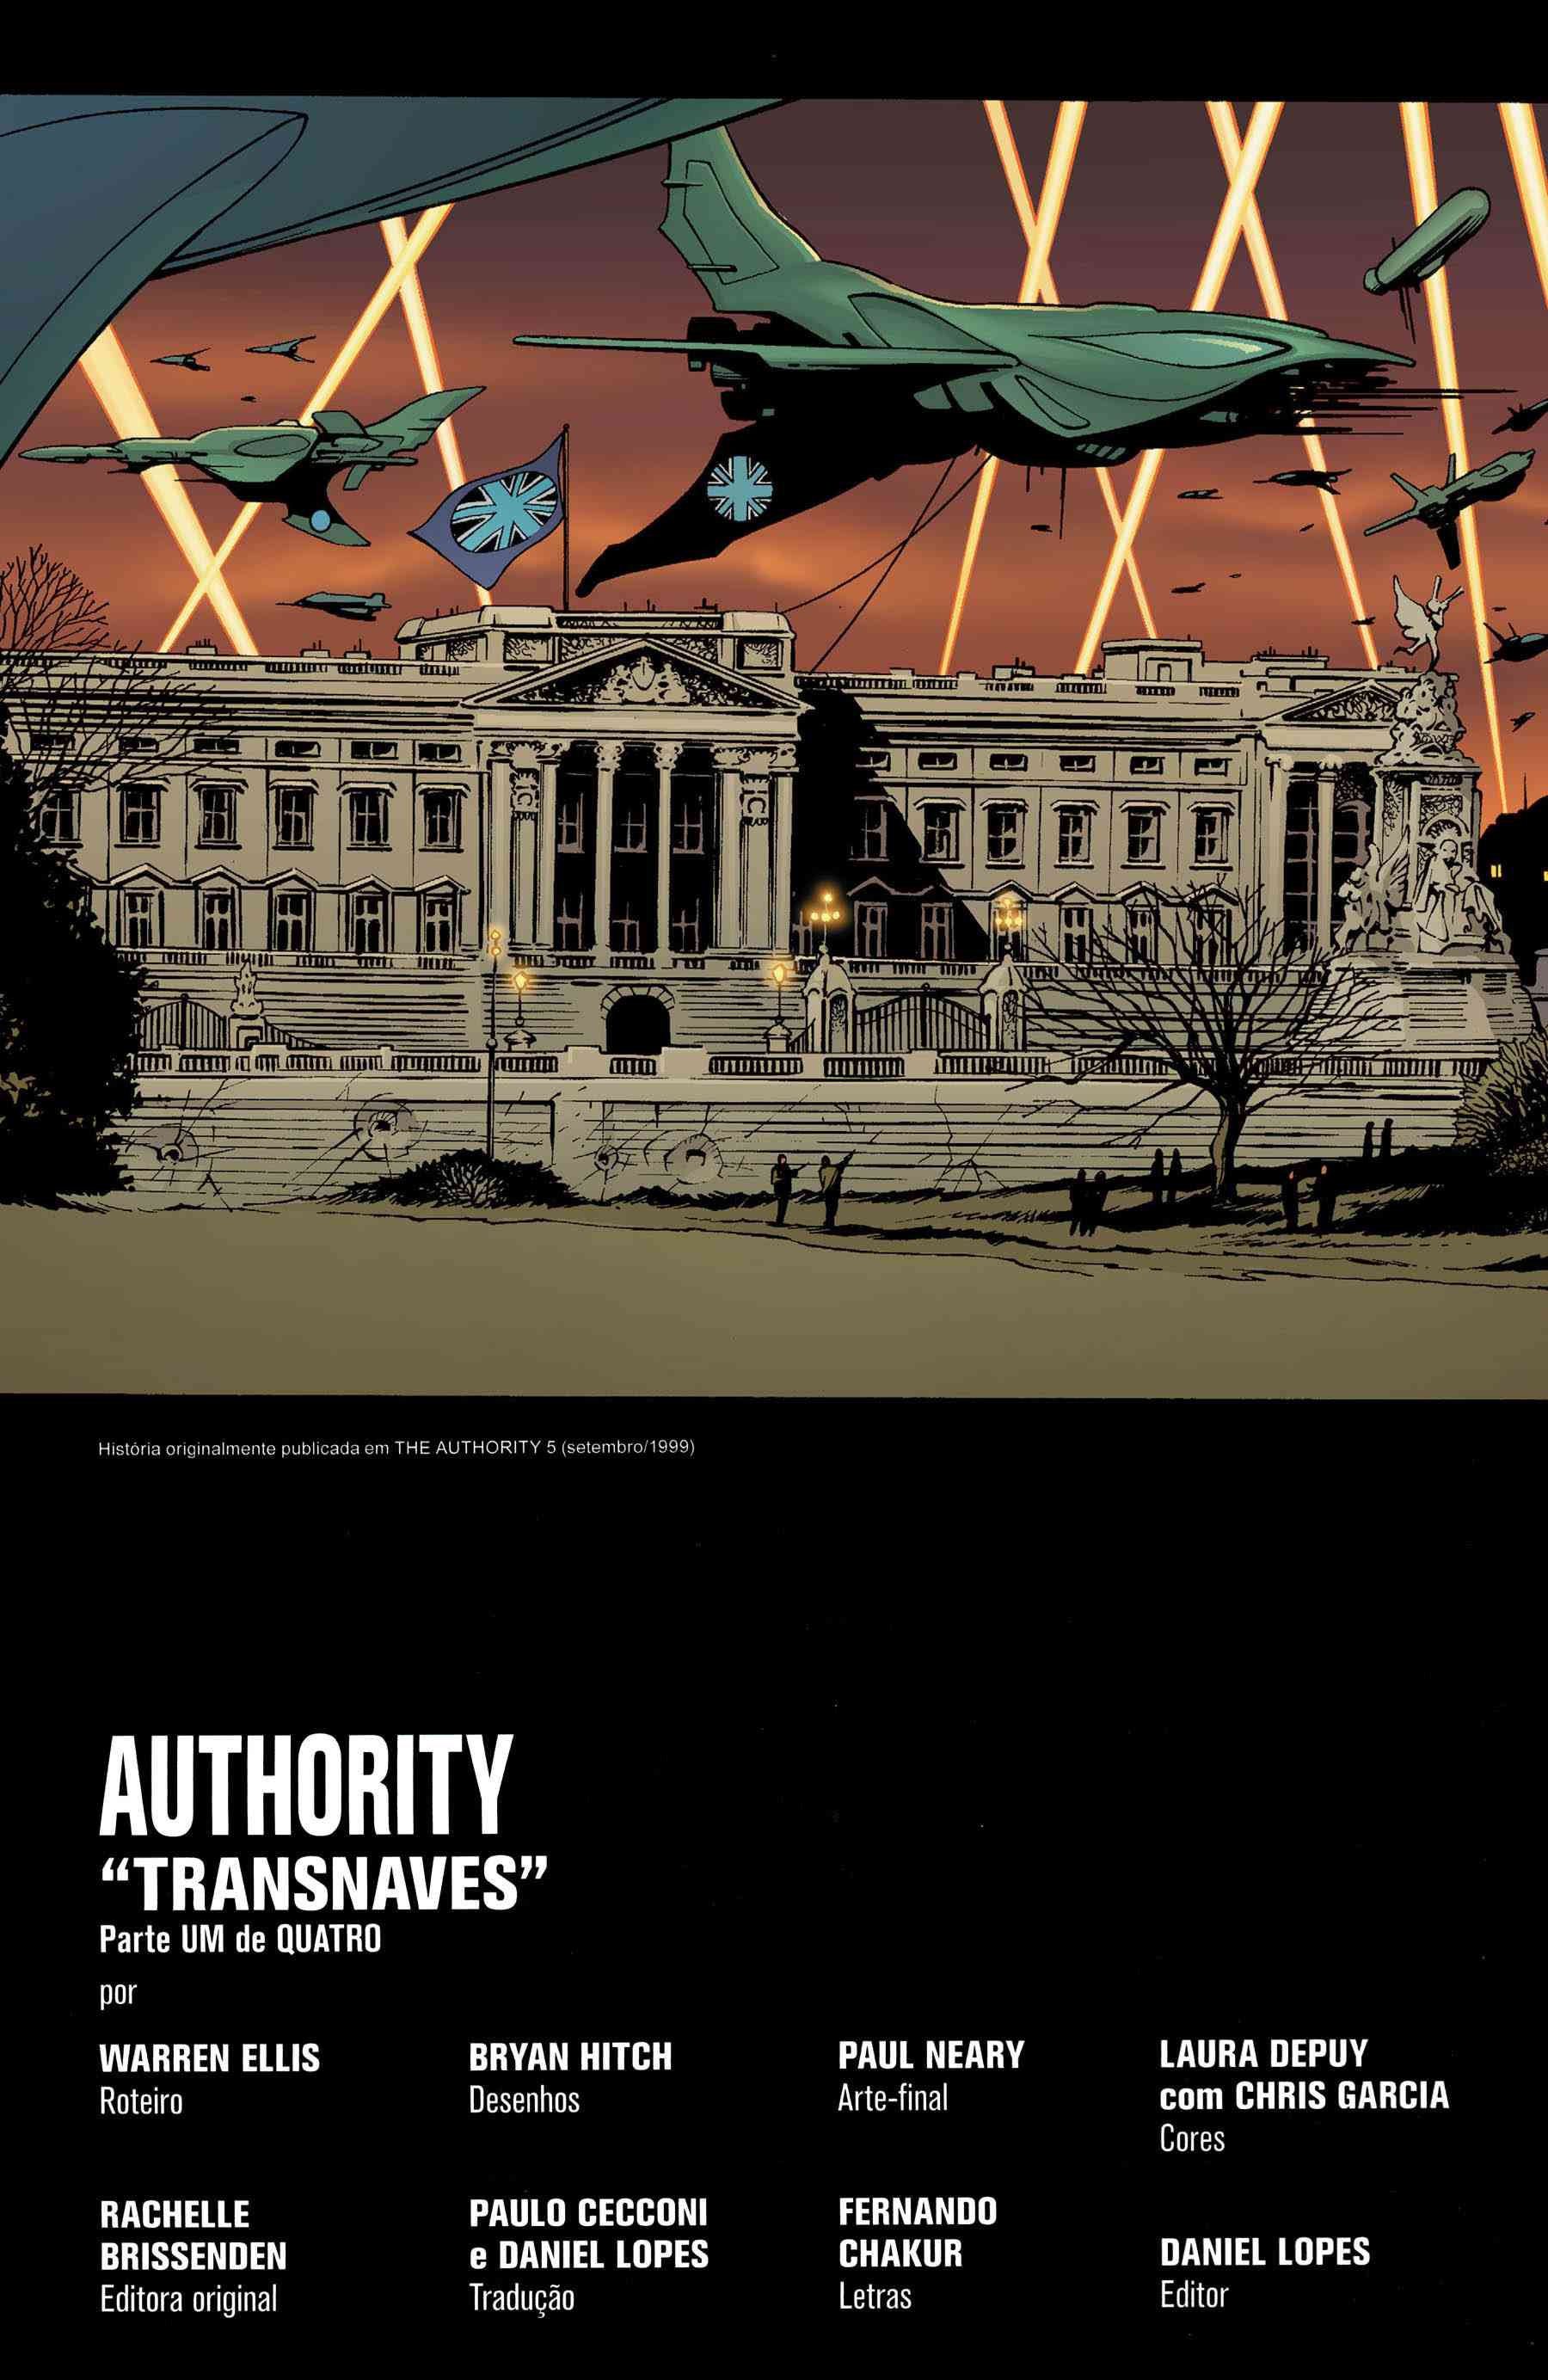 História originalmente publicada em THE AUTHORITY 5 (setembro/1999)
AUTHORITY
“TRANSNAVES”
Parte UM de QUATRO
por
WARREN ELLIS
Roteiro
BRYAN HITCH
Desenhos
PAUL NEARY
Arte-final
LAURA DEPUY
com CHRIS GARCIA
Cores
RACHELLE
BRISSENDEN
Editora original
PAULO CECCONI
e DANIEL LOPES
Tradução
FERNANDO
CHAKUR
Letras
DANIEL LOPES
Editor